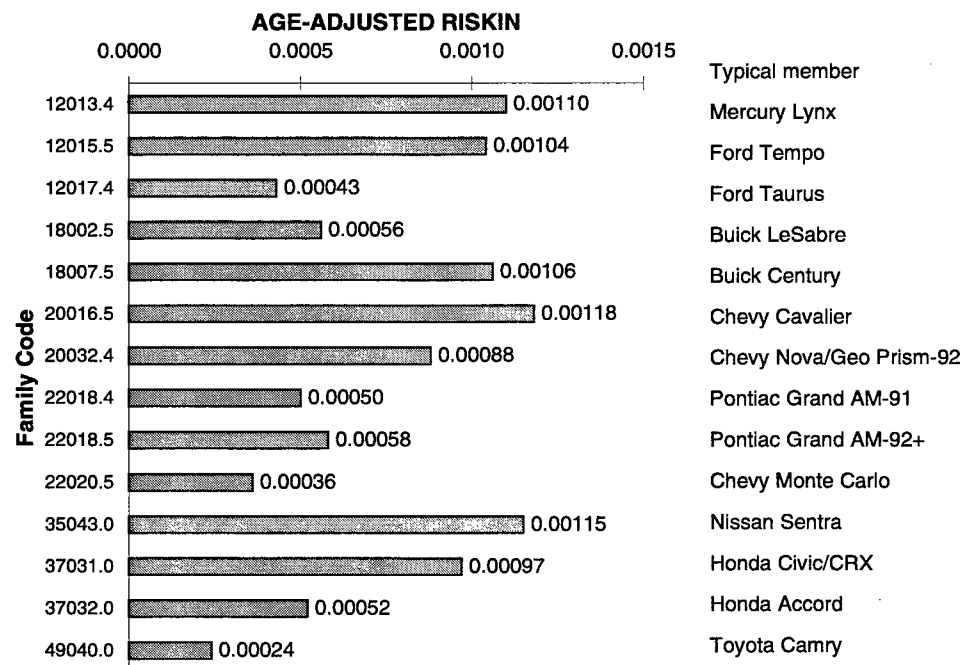 AGE-ADJUSTED RISKIN
0.0000 0.0005 0.0010 0.0015
Typical member
12013.4 0.00110 Mercury Lynx
12015.5 0.00104 Ford Tempo
12017.4 0.00043 Ford Taurus
18002.5 0.00056 Buick LeSabre
18007.5 0.00106 Buick Century
20016.5 0.00118 Chevy Cavalier
20032.4 0.00088 Chevy Nova/Geo Prism-92
22018.4 0.00050 Pontiac Grand AM-91
22018.5 0.00058 Pontiac Grand AM-92+
22020.5 0.00036 Chevy Monte Carlo
35043.0 0.00115 Nissan Sentra
37031.0 0.00097 Honda Civic/CRX
37032.0 0.00052 Honda Accord
49040.0 0.00024 Toyota Camry
Family Code